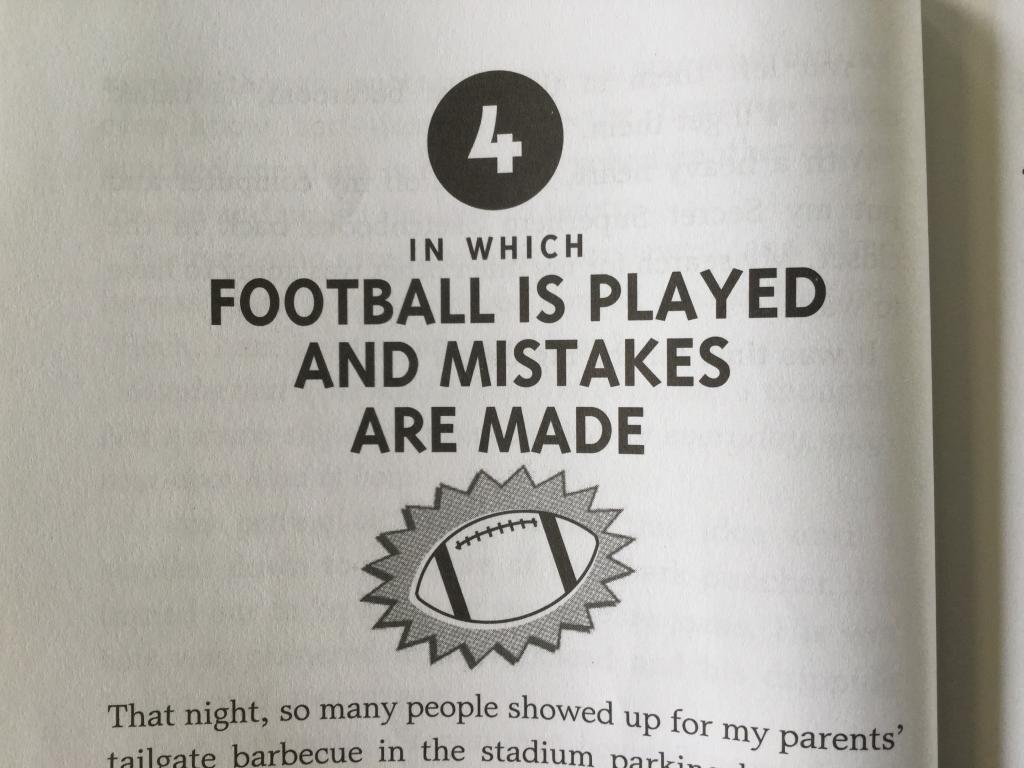 4
IN WHICH
FOOTBALL IS PLAYED
AND MISTAKES
ARE MADE
That night, so many people showed up for my parents’
tailgate barbecue in the stadium parking